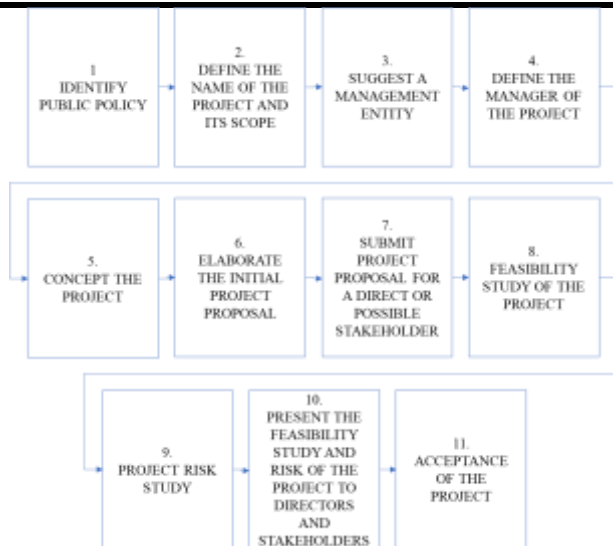 1
IDENTIFY
PUBLIC POLICY
2.
DEFINE THE
NAME OF THE
PROJECT AND
ITS SCOPE
3.
SUGGEST A
MANAGEMENT
ENTITY
4.
DEFINE THE
MANAGER OF
THE PROJECT
5.
CONCEPT THE
PROJECT
6.
ELABORATE
THE INITIAL
PROJECT
PROPOSAL
7.
SUBMIT
PROJECT
PROPOSAL FOR
A DIRECT OR
POSSIBLE
STAKEHOLDER
8.
FEASIBILITY
STUDY OF THE
PROJECT
9.
PROJECT RISK
STUDY
10.
PRESENT THE
FEASIBILITY
STUDY AND
RISK OF THE
PROJECT TO
DIRECTORS
AND
STAKEHOLDERS
11.
ACCEPTANCE
OF THE
PROJECT